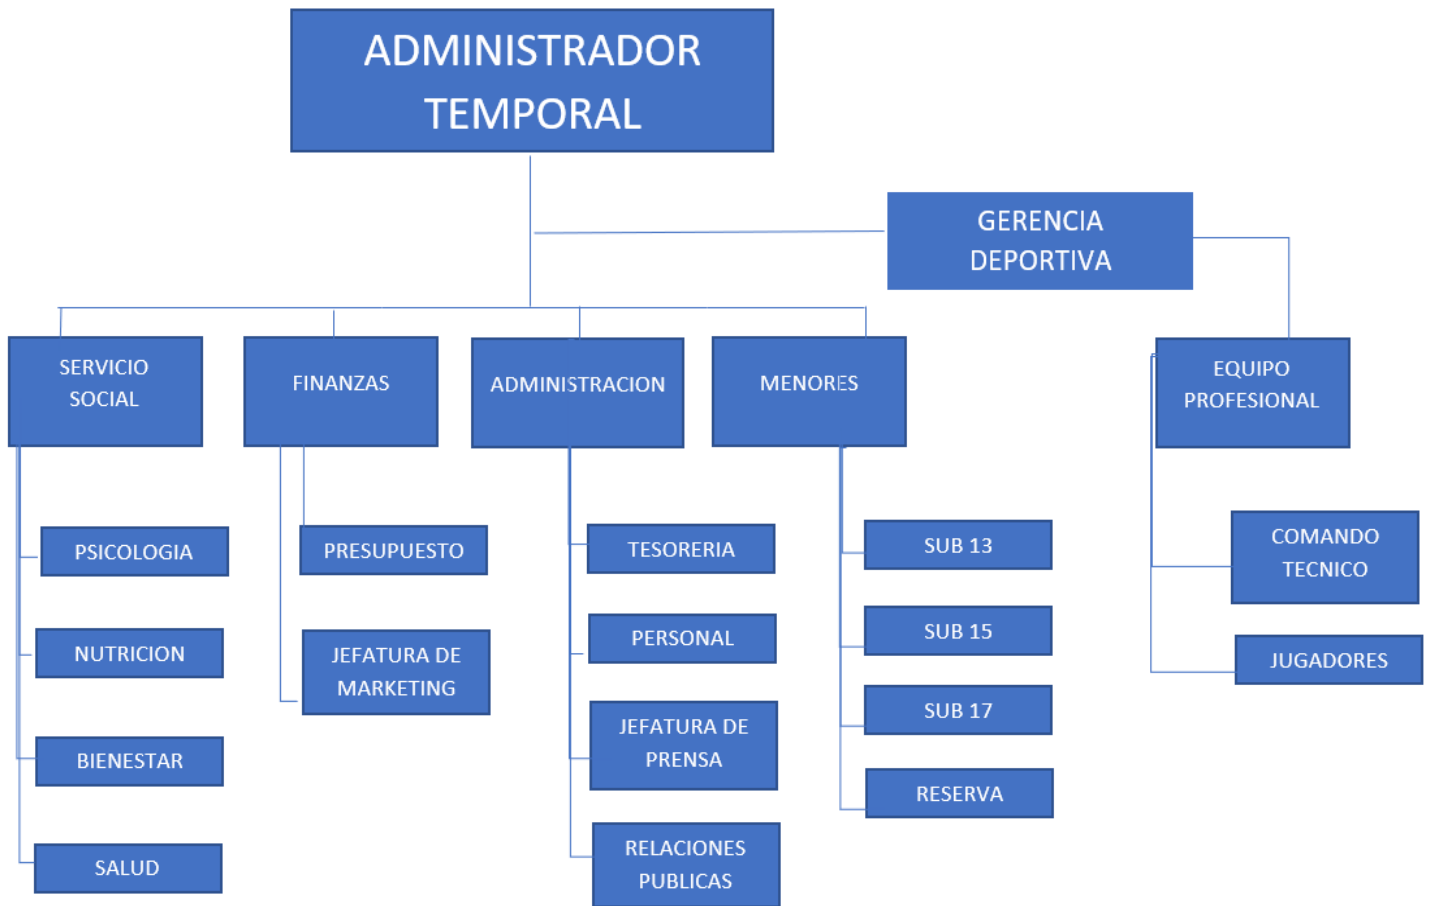 ADMINISTRADOR
TEMPORAL
GERENCIA
DEPORTIVA
SERVICIO
SOCIAL
FINANZAS
ADMINISTRACION
MENORES
EQUIPO
PROFESIONAL
PSICOLOGIA
NUTRICION
BIENESTAR
SALUD
PRESUPUESTO
JEFATURA DE
MARKETING
TESORERIA
PERSONAL
JEFATURA DE
PRENSA
RELACIONES
PUBLICAS
SUB 13
SUB 15
SUB 17
RESERVA
COMANDO
TECNICO
JUGADORES